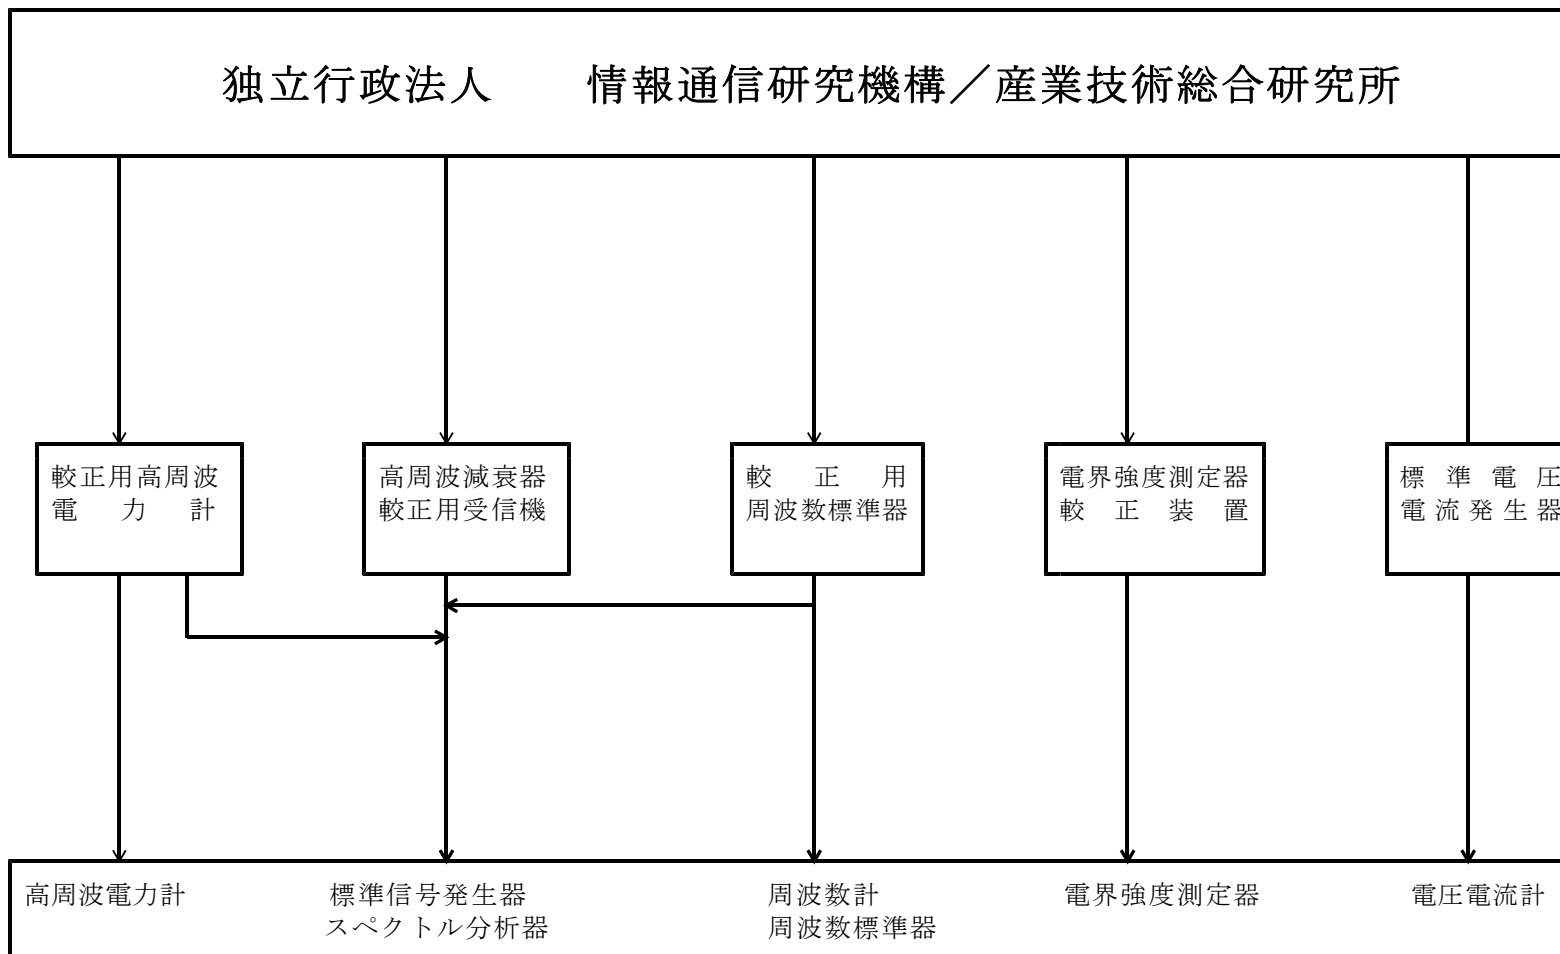 独立行政法人　　情報通信研究機構／産業技術総合研究所
較正用高周波
電力計
高周波減衰器
較正用受信機
較正用
周波数標準器
電界強度測定器
較正装置
標準電圧
電流発生器
高周波電力計
標準信号発生器
スペクトル分析器
周波数計
周波数標準器
電界強度測定器
電圧電流計